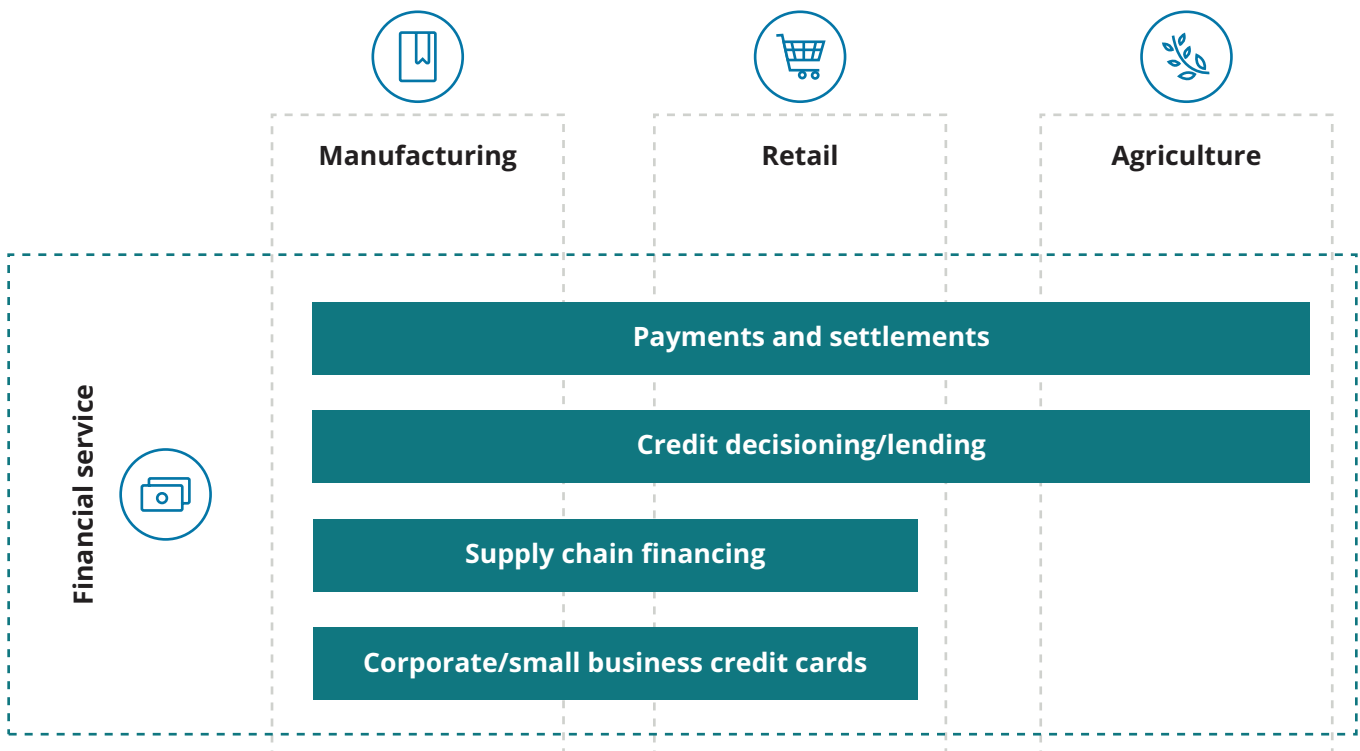 Manufacturing
Retail
Agriculture
Financial service
Payments and settlements
Credit decisioning/lending
Supply chain financing
Corporate/small business credit cards